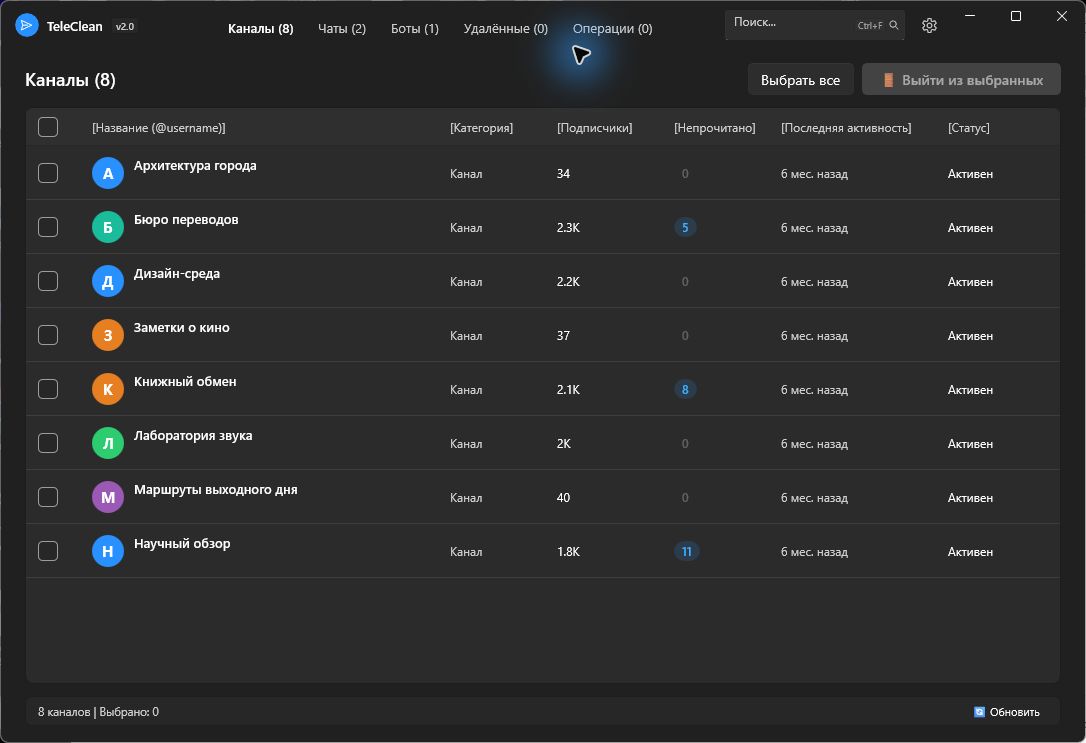 TeleClean v2.0 Каналы (8) Чаты (2) Боты (1) Удалённые (0) Операции (0) Поиск... Ctrl+F
Каналы (8) Выбрать все Выйти из выбранных
[Название (@username)] [Категория] [Подписчики] [Непрочитано] [Последняя активность] [Статус]
А Архитектура города Канал 34 0 6 мес. назад Активен
Б Бюро переводов Канал 2.3K 5 6 мес. назад Активен
Д Дизайн-среда Канал 2.2K 0 6 мес. назад Активен
З Заметки о кино Канал 37 0 6 мес. назад Активен
К Книжный обмен Канал 2.1K 8 6 мес. назад Активен
Л Лаборатория звука Канал 2K 0 6 мес. назад Активен
М Маршруты выходного дня Канал 40 0 6 мес. назад Активен
Н Научный обзор Канал 1.8K 11 6 мес. назад Активен
8 каналов | Выбрано: 0 Обновить